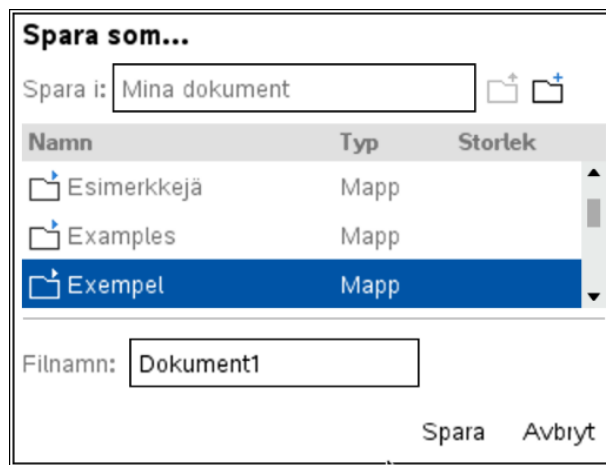 Spara som...
Spara i: Mina dokument
Namn Typ Storlek
Esimerkkejä Mapp
Examples Mapp
Exempel Mapp
Filnamn: Dokument1
Spara Avbryt